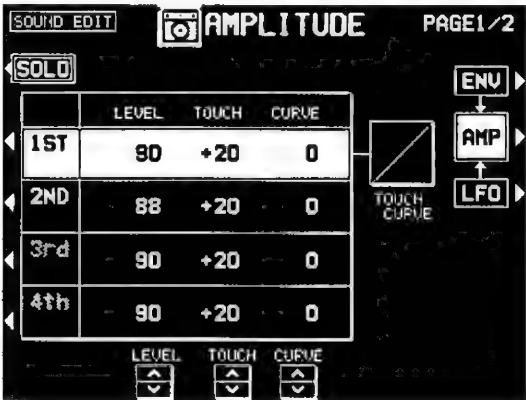 SOUND EDIT AMPLITUDE PAGE1/2
SOLO
ENV
LEVEL TOUCH CURVE
1ST 90 +20 0
AMP
2ND 88 +20 0
TOUCH CURVE
LFO
3rd 90 +20 0
4th 90 +20 0
LEVEL TOUCH CURVE